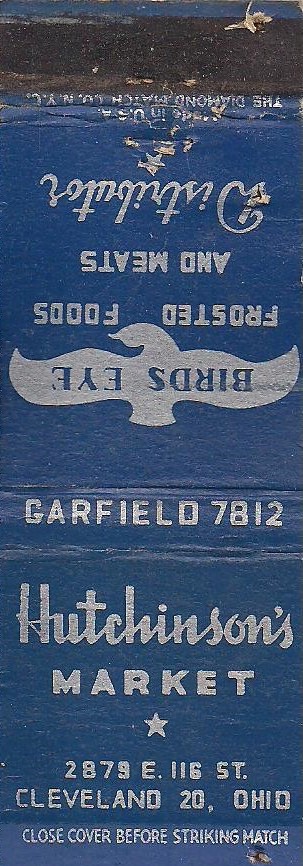 BIRDS EYE
FROSTED FOODS
AND MEATS
Distributor
Made in U.S.A.
THE DIAMOND MATCH CO. N.Y.C.
GARFIELD 7812
Hutchinson's
MARKET
2879 E. 116 ST.
CLEVELAND 20, OHIO
CLOSE COVER BEFORE STRIKING MATCH